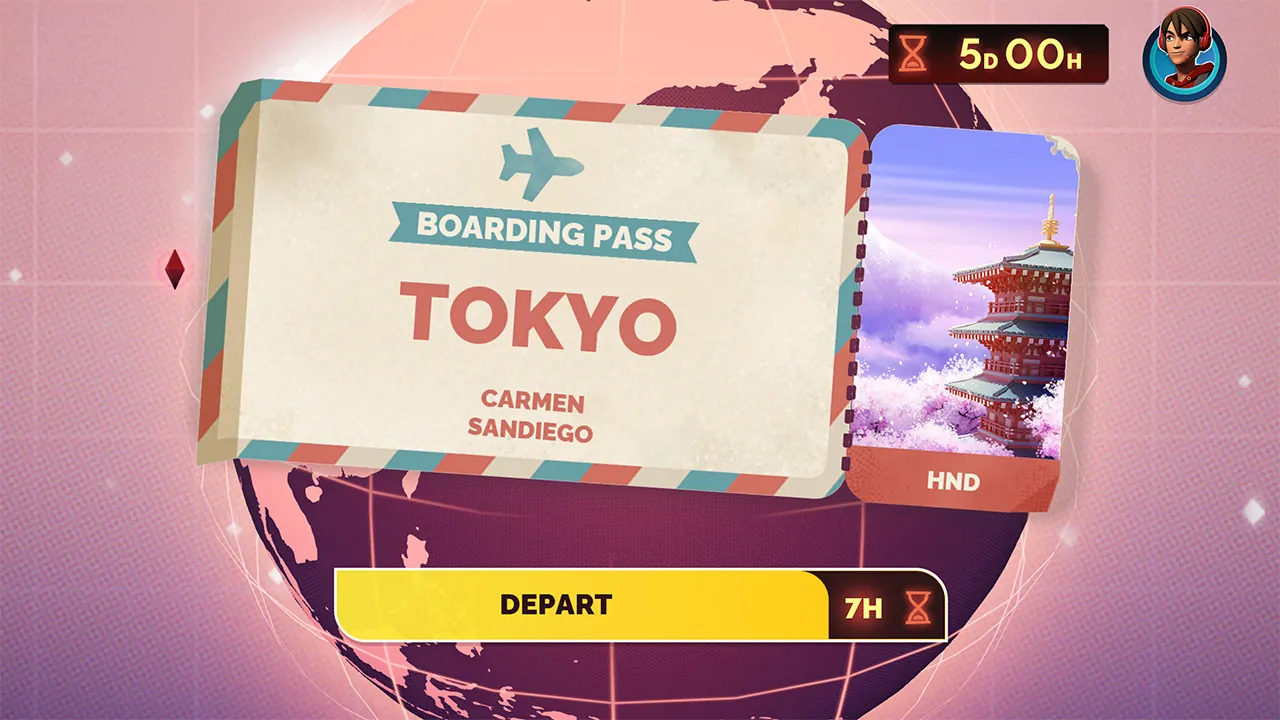 5D 00H
BOARDING PASS
TOKYO
CARMEN
SANDIEGO
HND
DEPART
7H